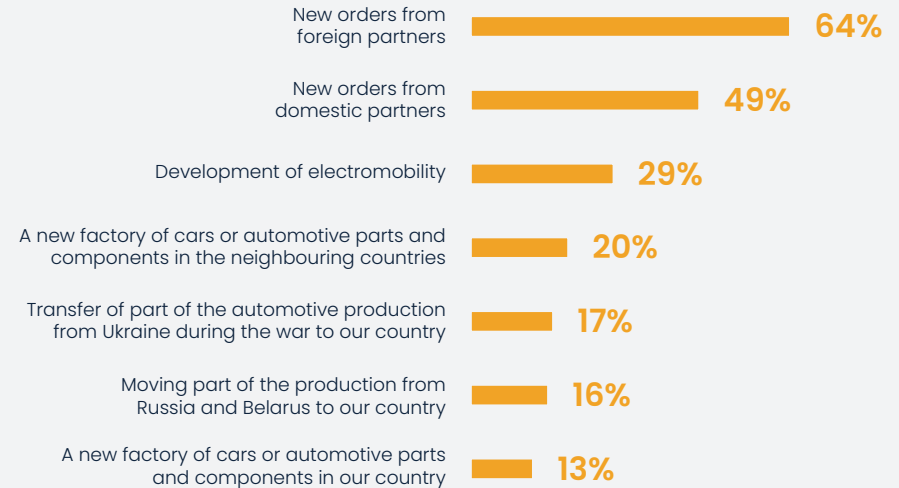 New orders from
foreign partners
64%
New orders from
domestic partners
49%
Development of electromobility
29%
A new factory of cars or automotive parts and
components in the neighbouring countries
20%
Transfer of part of the automotive production
from Ukraine during the war to our country
17%
Moving part of the production from
Russia and Belarus to our country
16%
A new factory of cars or automotive parts
and components in our country
13%